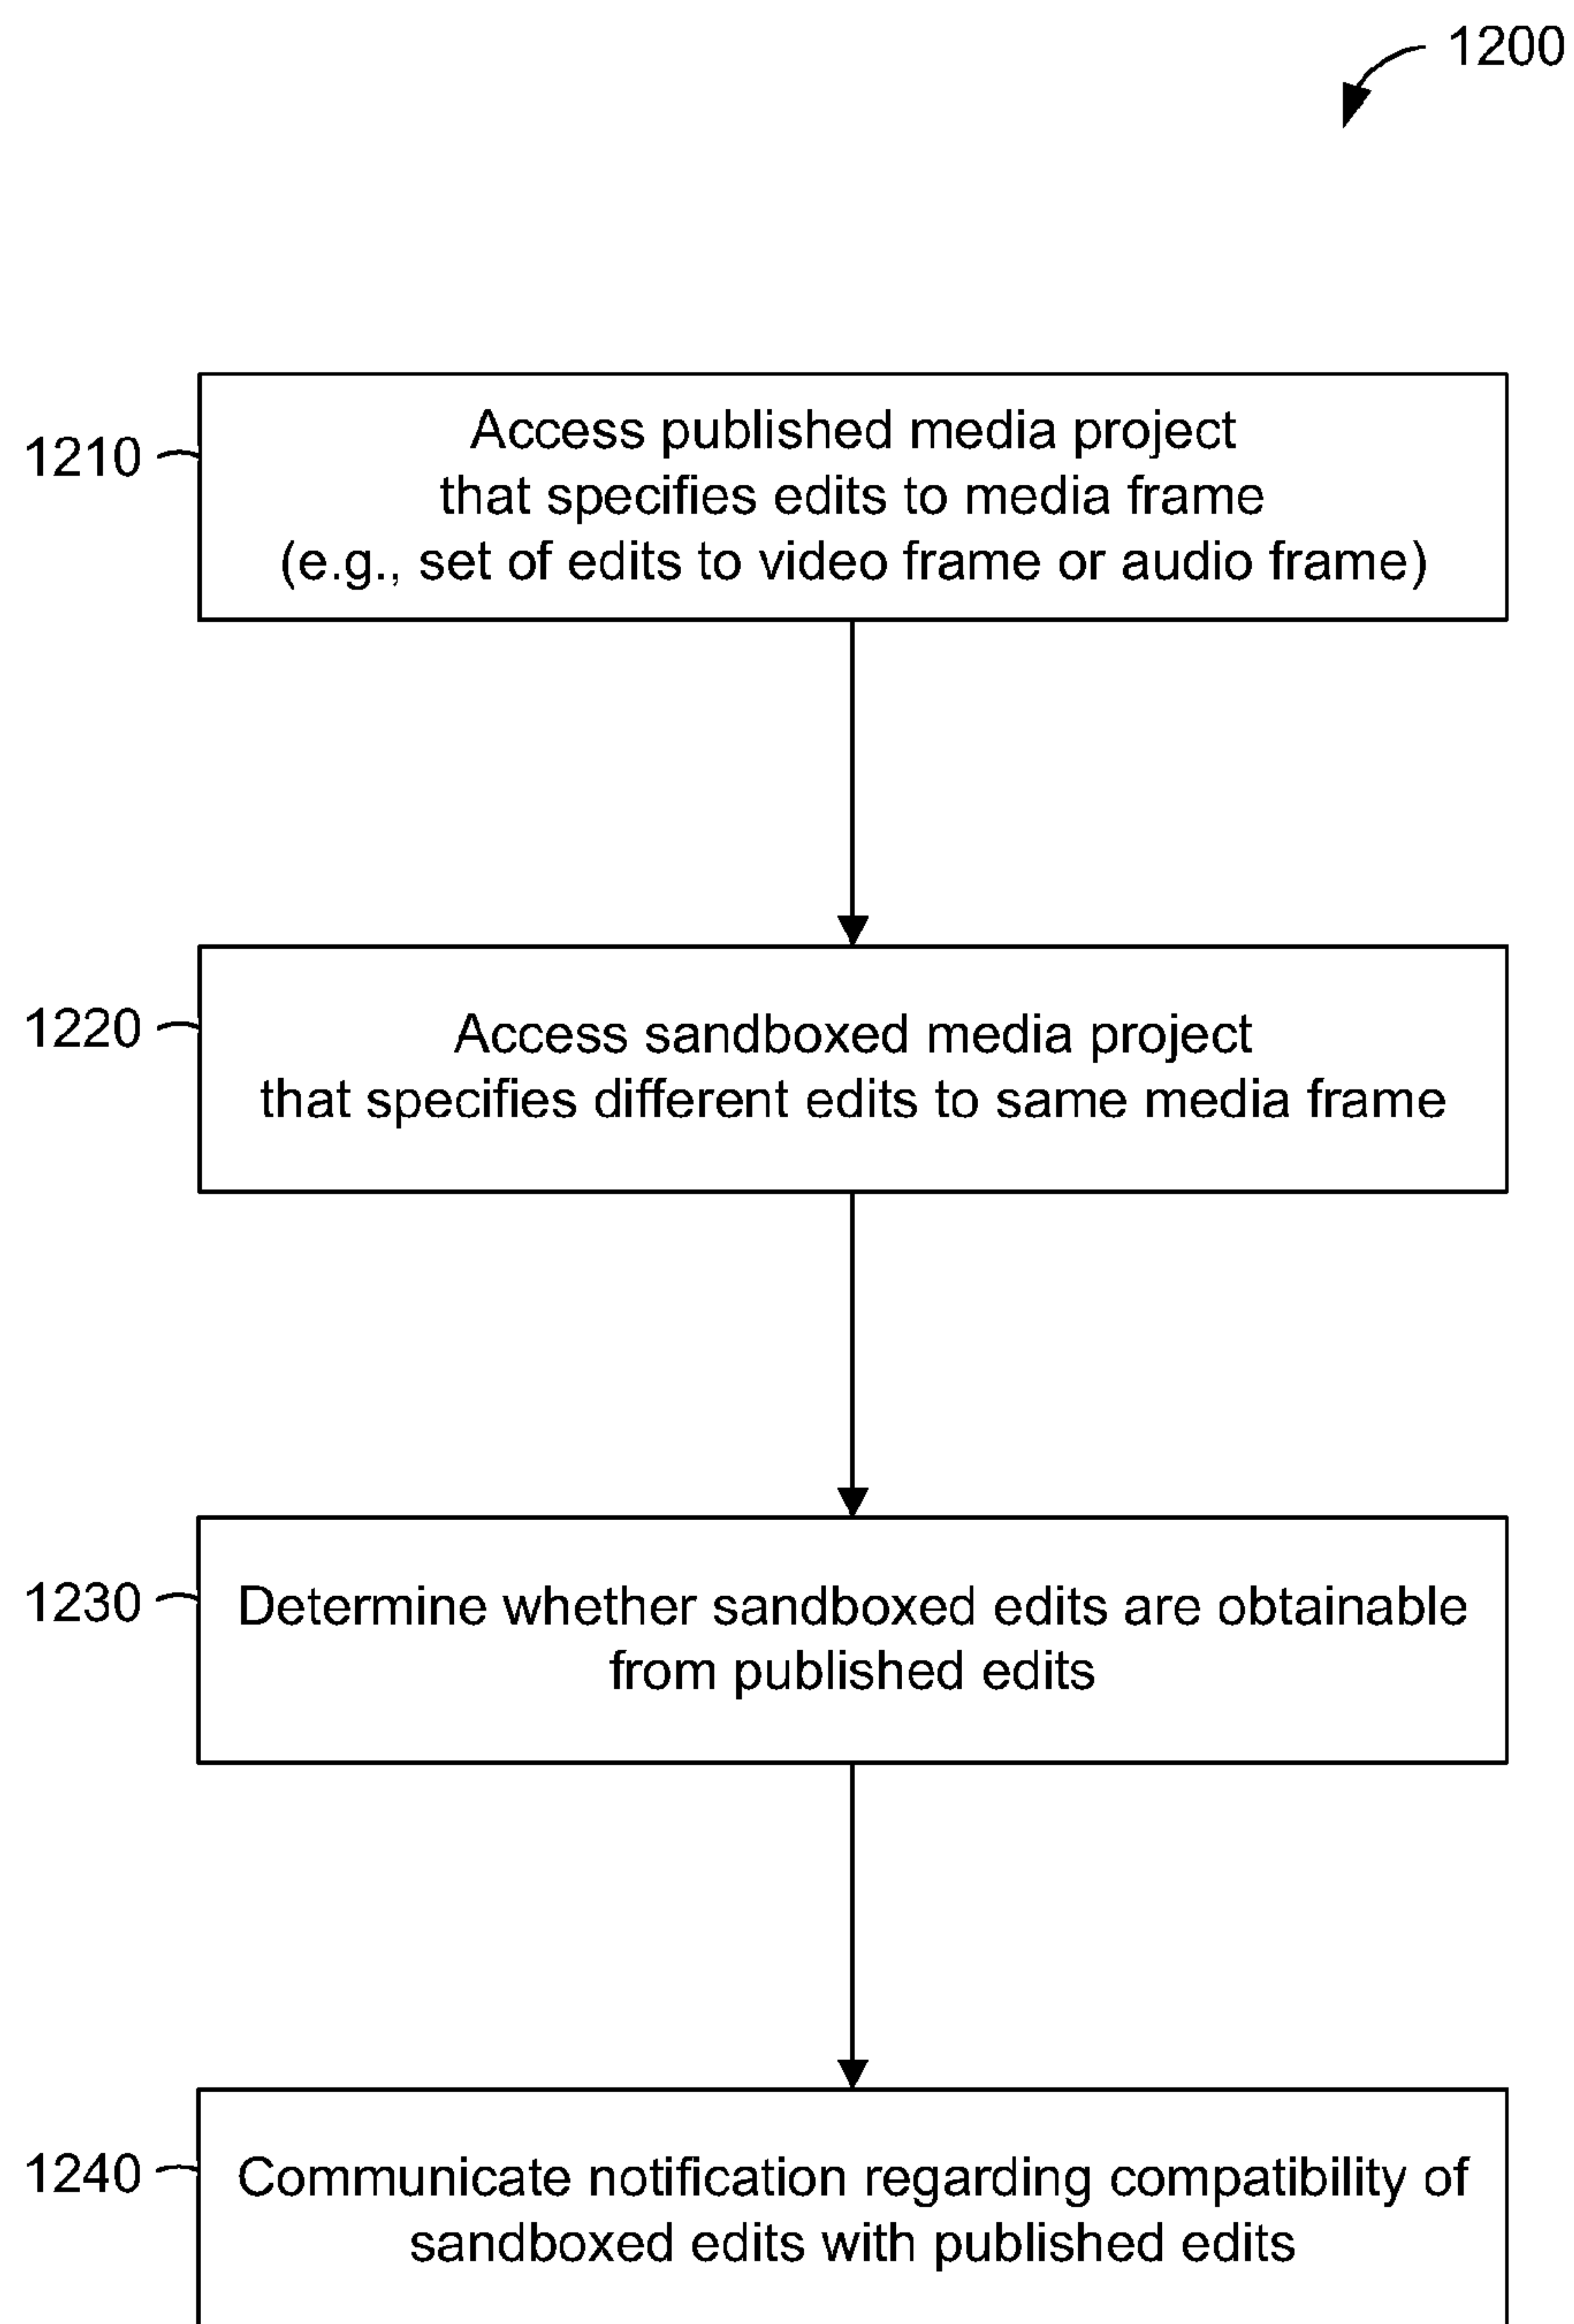 1200
1210
Access published media project
that specifies edits to media frame
(e.g., set of edits to video frame or audio frame)
1220
Access sandboxed media project
that specifies different edits to same media frame
1230
Determine whether sandboxed edits are obtainable
from published edits
1240
Communicate notification regarding compatibility of
sandboxed edits with published edits